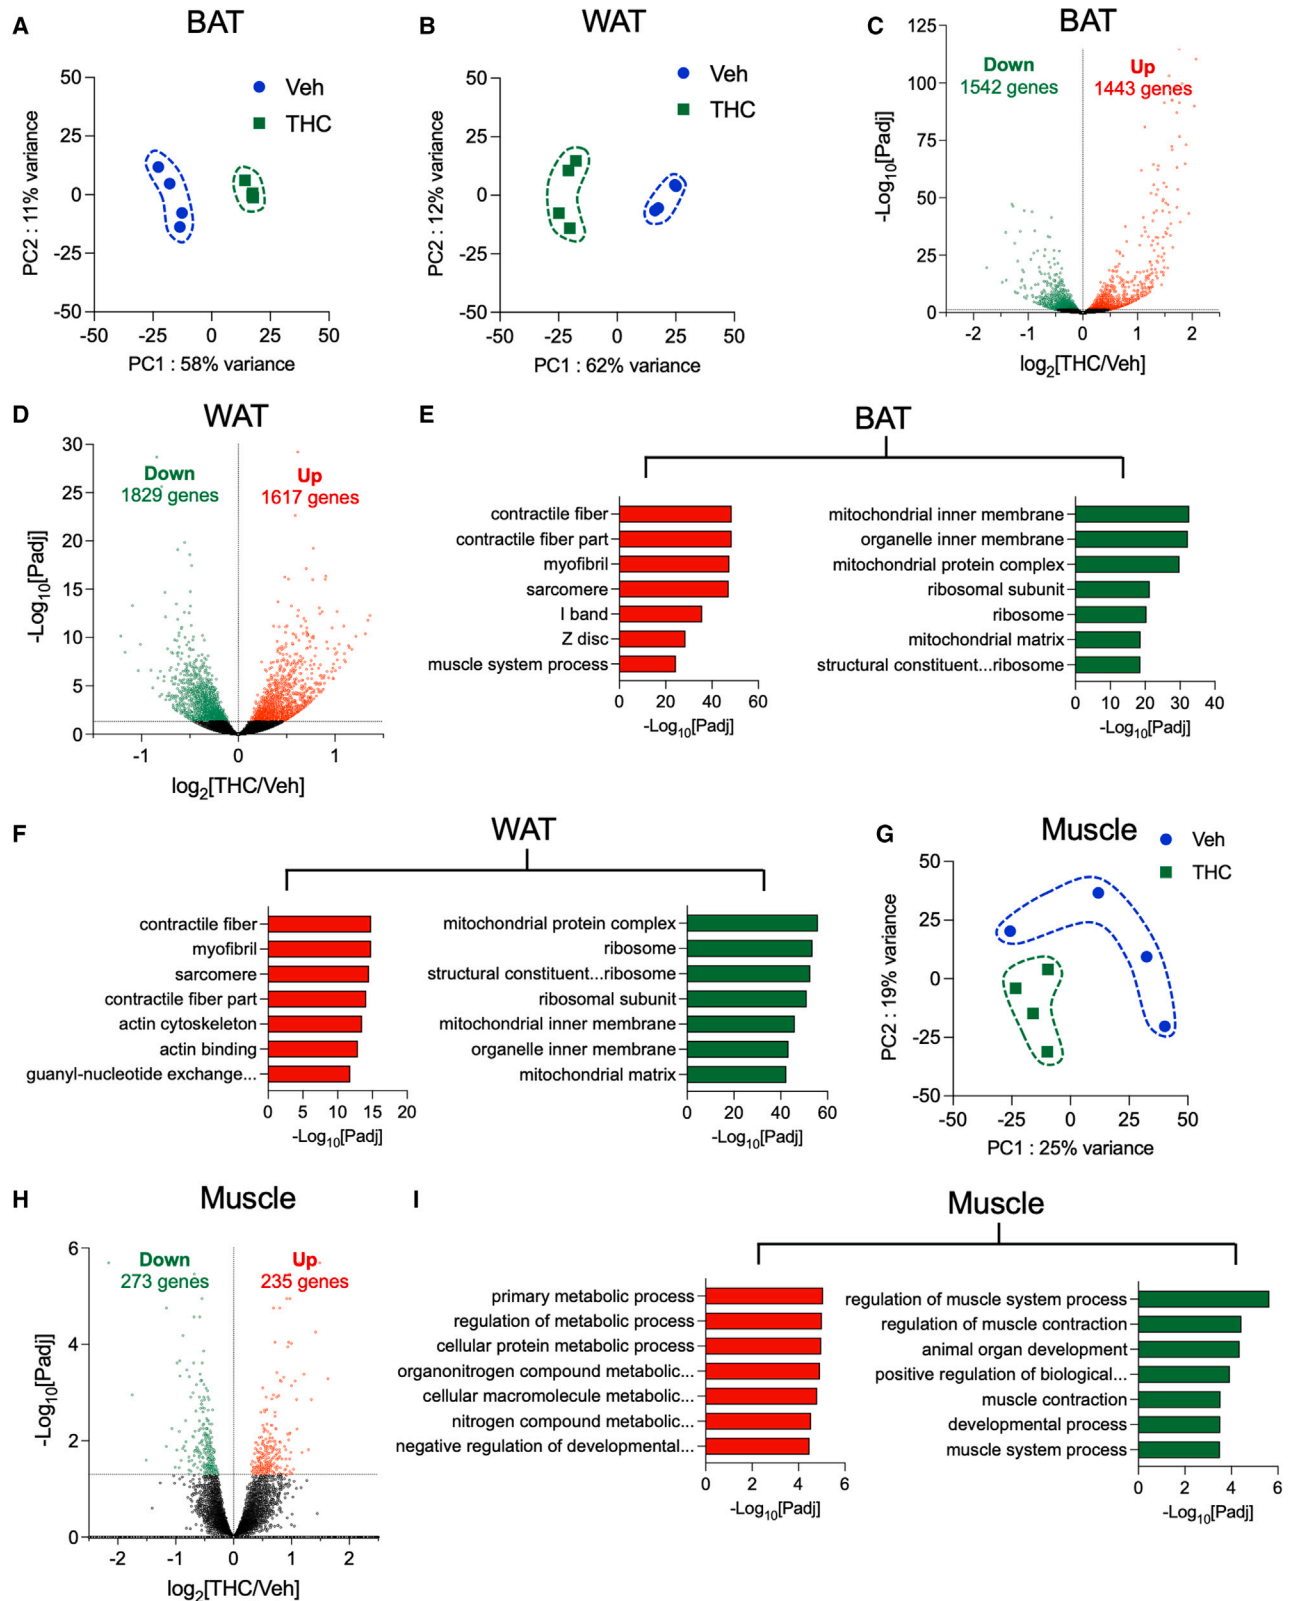 A
BAT
Veh
THC
PC2 : 11% variance
50
25
0
-25
-50
-50 -25 0 25 50
PC1 : 58% variance
B
WAT
Veh
THC
PC2 : 12% variance
50
25
0
-25
-50
-50 -25 0 25 50
PC1 : 62% variance
C
BAT
Down
1542 genes
Up
1443 genes
-Log10[Padj]
125
100
75
50
25
0
-2 -1 0 1 2
log2[THC/Veh]
D
WAT
Down
1829 genes
Up
1617 genes
-Log10[Padj]
30
25
20
15
10
5
0
-1 0 1
log2[THC/Veh]
E
BAT
contractile fiber
contractile fiber part
myofibril
sarcomere
I band
Z disc
muscle system process
0 20 40 60
-Log10[Padj]
mitochondrial inner membrane
organelle inner membrane
mitochondrial protein complex
ribosomal subunit
ribosome
mitochondrial matrix
structural constituent...ribosome
0 10 20 30 40
-Log10[Padj]
F
WAT
contractile fiber
myofibril
sarcomere
contractile fiber part
actin cytoskeleton
actin binding
guanyl-nucleotide exchange...
0 5 10 15 20
-Log10[Padj]
mitochondrial protein complex
ribosome
structural constituent...ribosome
ribosomal subunit
mitochondrial inner membrane
organelle inner membrane
mitochondrial matrix
0 20 40 60
-Log10[Padj]
G
Muscle
Veh
THC
PC2 : 19% variance
50
25
0
-25
-50
-50 -25 0 25 50
PC1 : 25% variance
H
Muscle
Down
273 genes
Up
235 genes
-Log10[Padj]
6
4
2
0
-2 -1 0 1 2
log2[THC/Veh]
I
Muscle
primary metabolic process
regulation of metabolic process
cellular protein metabolic process
organonitrogen compound metabolic...
cellular macromolecule metabolic...
nitrogen compound metabolic...
negative regulation of developmental...
0 2 4 6
-Log10[Padj]
regulation of muscle system process
regulation of muscle contraction
animal organ development
positive regulation of biological...
muscle contraction
developmental process
muscle system process
0 2 4 6
-Log10[Padj]